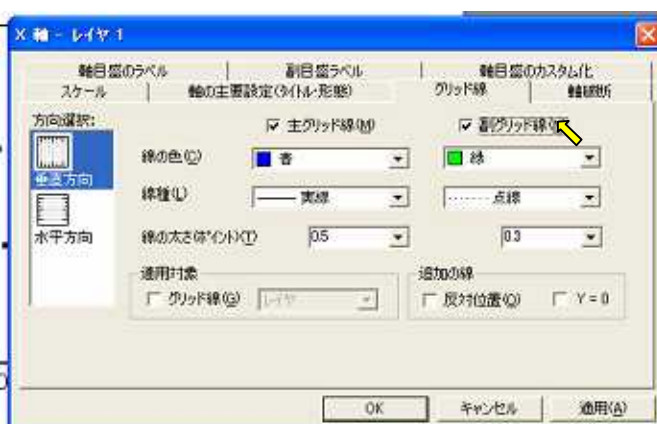 X 軸 - レイヤ 1
軸目盛のラベル 副目盛ラベル 軸目盛のカスタム化
スケール 軸の主要設定(タイトル・形態) グリッド線 軸破断
方向選択:
垂直方向
水平方向
主グリッド線(M) 副グリッド線
線の色(C) 青 緑
線種(L) 実線 点線
線の太さ(ポイント)(T) 0.5 0.3
適用対象 追加の線
グリッド線(G) レイヤ 反対位置(O) Y = 0
OK キャンセル 適用(A)